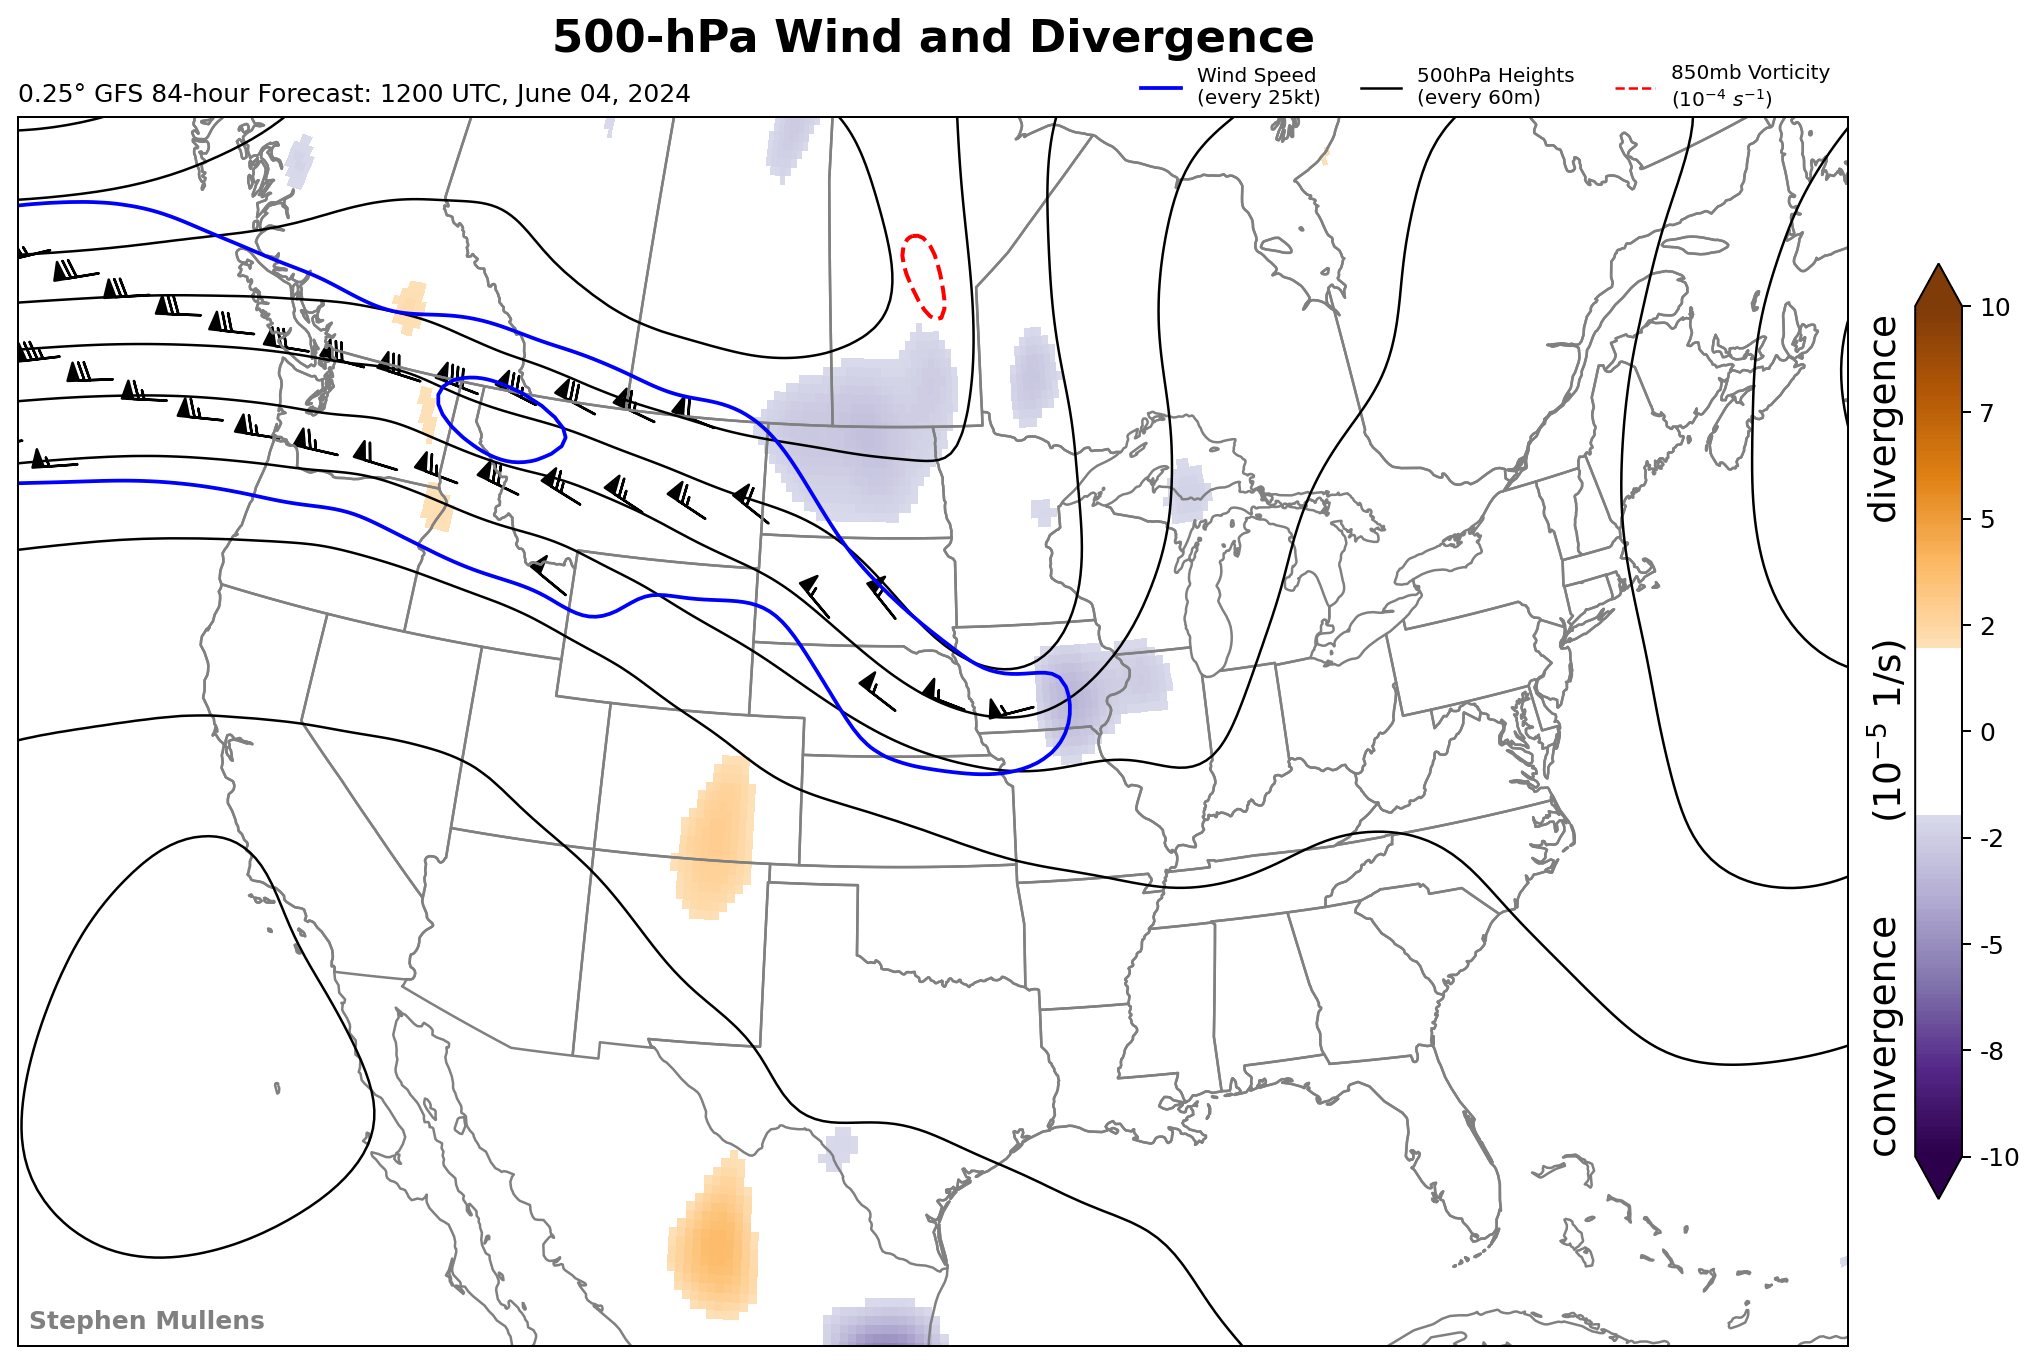 500-hPa Wind and Divergence
0.25° GFS 84-hour Forecast: 1200 UTC, June 04, 2024
Wind Speed
(every 25kt)
500hPa Heights
(every 60m)
850mb Vorticity
(10⁻⁴ s⁻¹)
10
7
5
2
0
-2
-5
-8
-10
convergence (10⁻⁵ 1/s) divergence
Stephen Mullens